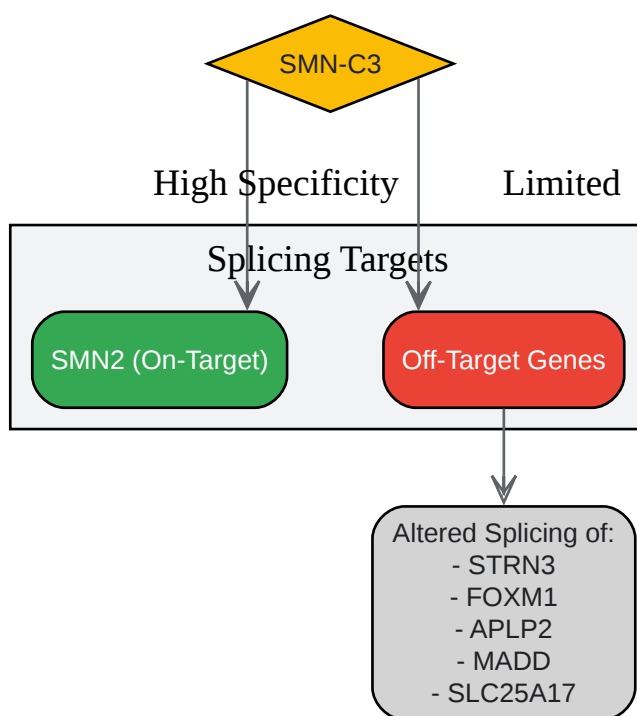 SMN-C3
High Specificity
Limited
Splicing Targets
SMN2 (On-Target)
Off-Target Genes
Altered Splicing of:
- STRN3
- FOXM1
- APLP2
- MADD
- SLC25A17